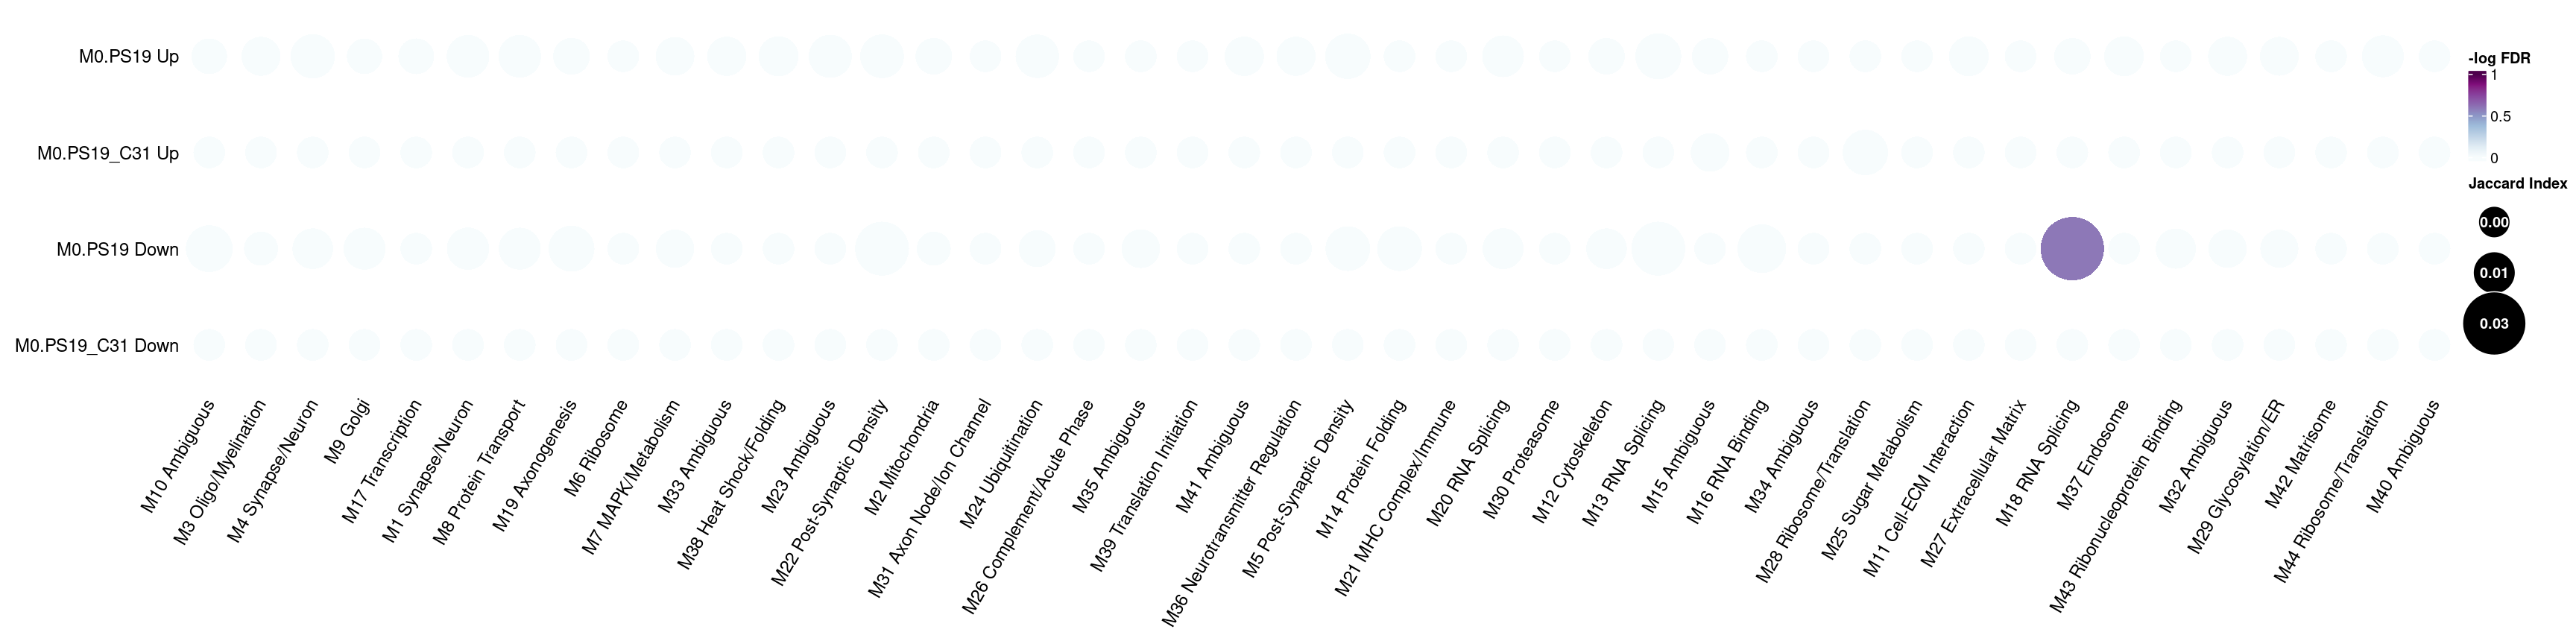 M0.PS19 Up
M0.PS19_C31 Up
M0.PS19 Down
M0.PS19_C31 Down
M10 Ambiguous
M3 Oligo/Myelination
M4 Synapse/Neuron
M9 Golgi
M17 Transcription
M1 Synapse/Neuron
M8 Protein Transport
M19 Axonogenesis
M6 Ribosome
M7 MAPK/Metabolism
M33 Ambiguous
M38 Heat Shock/Folding
M23 Ambiguous
M22 Post-Synaptic Density
M2 Mitochondria
M31 Axon Node/Ion Channel
M24 Ubiquitination
M26 Complement/Acute Phase
M35 Ambiguous
M39 Translation Initiation
M41 Ambiguous
M36 Neurotransmitter Regulation
M5 Post-Synaptic Density
M14 Protein Folding
M21 MHC Complex/Immune
M20 RNA Splicing
M30 Proteasome
M12 Cytoskeleton
M13 RNA Splicing
M15 Ambiguous
M16 RNA Binding
M34 Ambiguous
M28 Ribosome/Translation
M25 Sugar Metabolism
M11 Cell-ECM Interaction
M27 Extracellular Matrix
M18 RNA Splicing
M37 Endosome
M43 Ribonucleoprotein Binding
M32 Ambiguous
M29 Glycosylation/ER
M42 Matrisome
M44 Ribosome/Translation
M40 Ambiguous
-log FDR
1
0.5
0
Jaccard Index
0.00
0.01
0.03